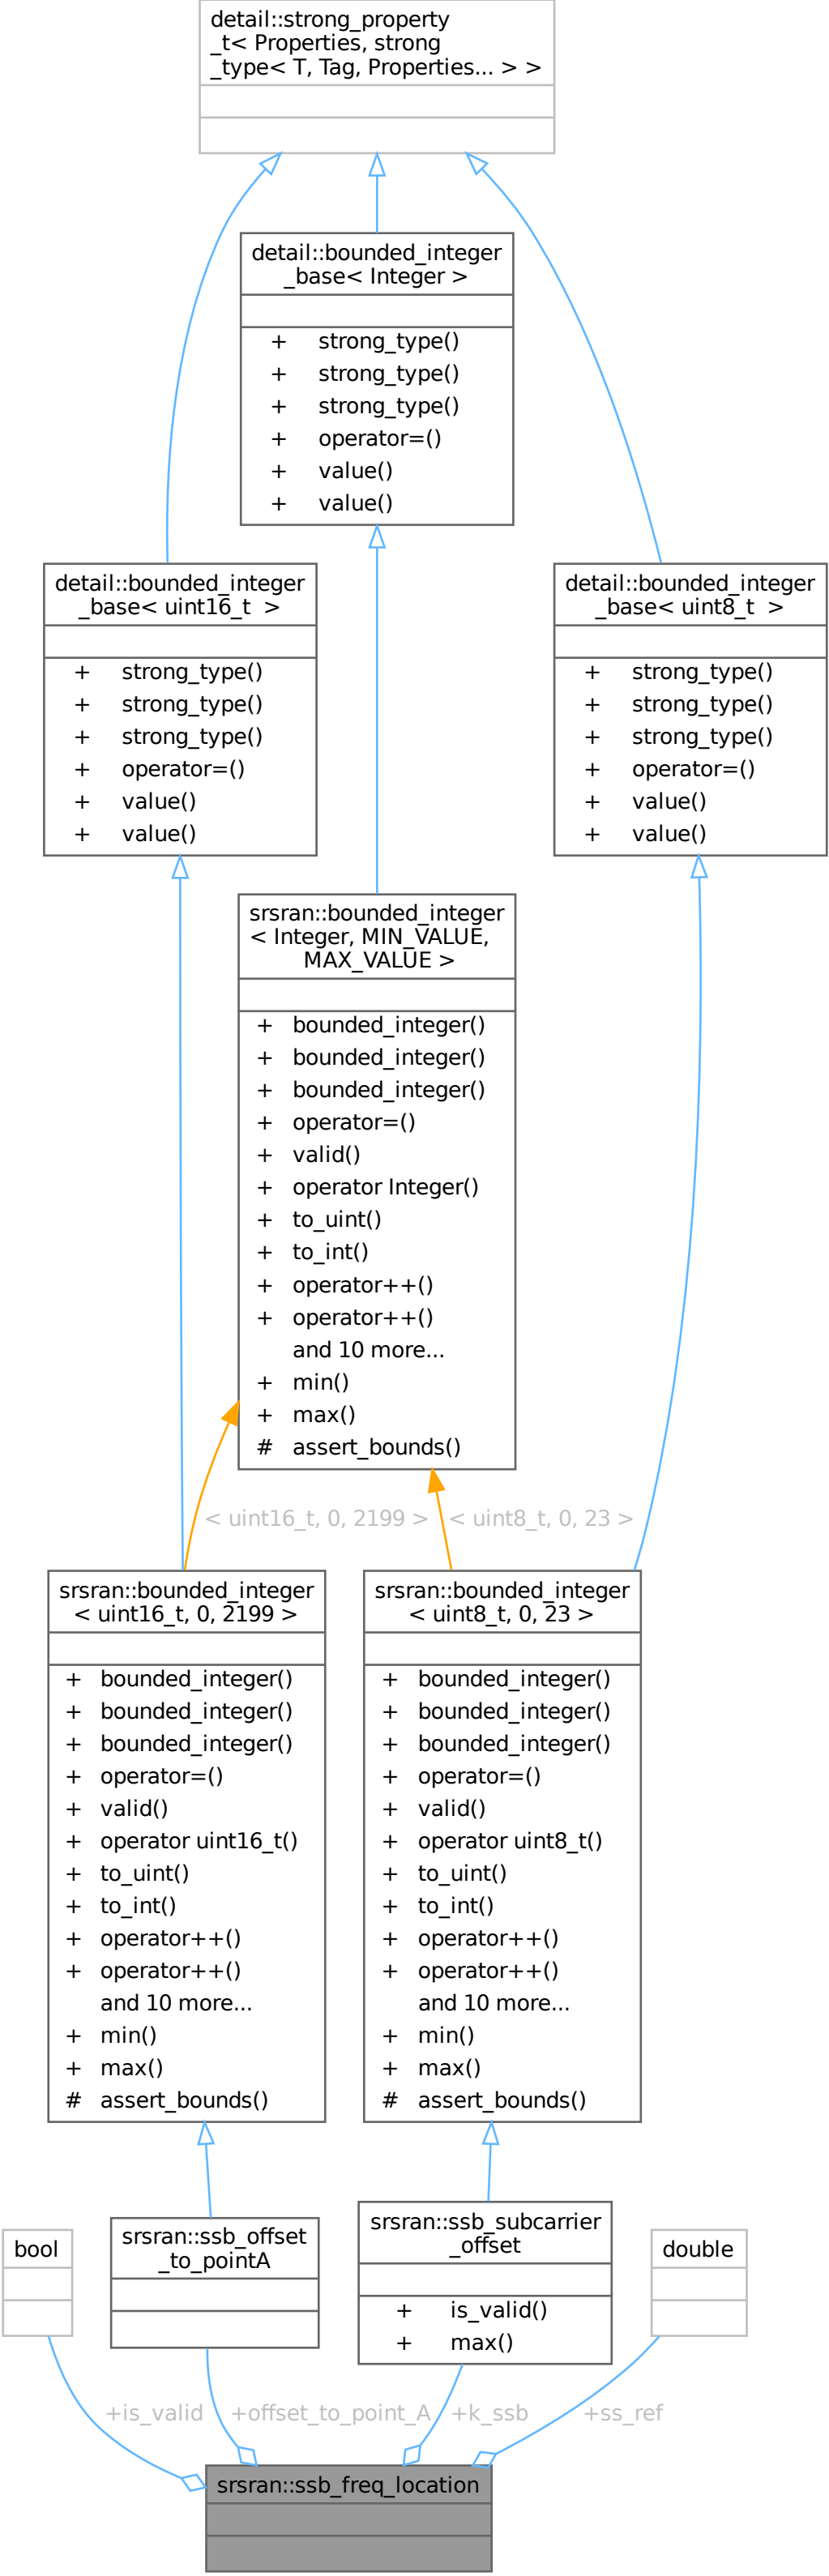 detail::strong_property
_t< Properties, strong
_type< T, Tag, Properties... > >
detail::bounded_integer
_base< Integer >
+ strong_type()
+ strong_type()
+ strong_type()
+ operator=()
+ value()
+ value()
detail::bounded_integer
_base< uint16_t >
+ strong_type()
+ strong_type()
+ strong_type()
+ operator=()
+ value()
+ value()
detail::bounded_integer
_base< uint8_t >
+ strong_type()
+ strong_type()
+ strong_type()
+ operator=()
+ value()
+ value()
srsran::bounded_integer
< Integer, MIN_VALUE,
MAX_VALUE >
+ bounded_integer()
+ bounded_integer()
+ bounded_integer()
+ operator=()
+ valid()
+ operator Integer()
+ to_uint()
+ to_int()
+ operator++()
+ operator++()
and 10 more...
+ min()
+ max()
# assert_bounds()
< uint16_t, 0, 2199 >
< uint8_t, 0, 23 >
srsran::bounded_integer
< uint16_t, 0, 2199 >
+ bounded_integer()
+ bounded_integer()
+ bounded_integer()
+ operator=()
+ valid()
+ operator uint16_t()
+ to_uint()
+ to_int()
+ operator++()
+ operator++()
and 10 more...
+ min()
+ max()
# assert_bounds()
srsran::bounded_integer
< uint8_t, 0, 23 >
+ bounded_integer()
+ bounded_integer()
+ bounded_integer()
+ operator=()
+ valid()
+ operator uint8_t()
+ to_uint()
+ to_int()
+ operator++()
+ operator++()
and 10 more...
+ min()
+ max()
# assert_bounds()
bool
srsran::ssb_offset
_to_pointA
srsran::ssb_subcarrier
_offset
+ is_valid()
+ max()
double
+is_valid
+offset_to_point_A
+k_ssb
+ss_ref
srsran::ssb_freq_location